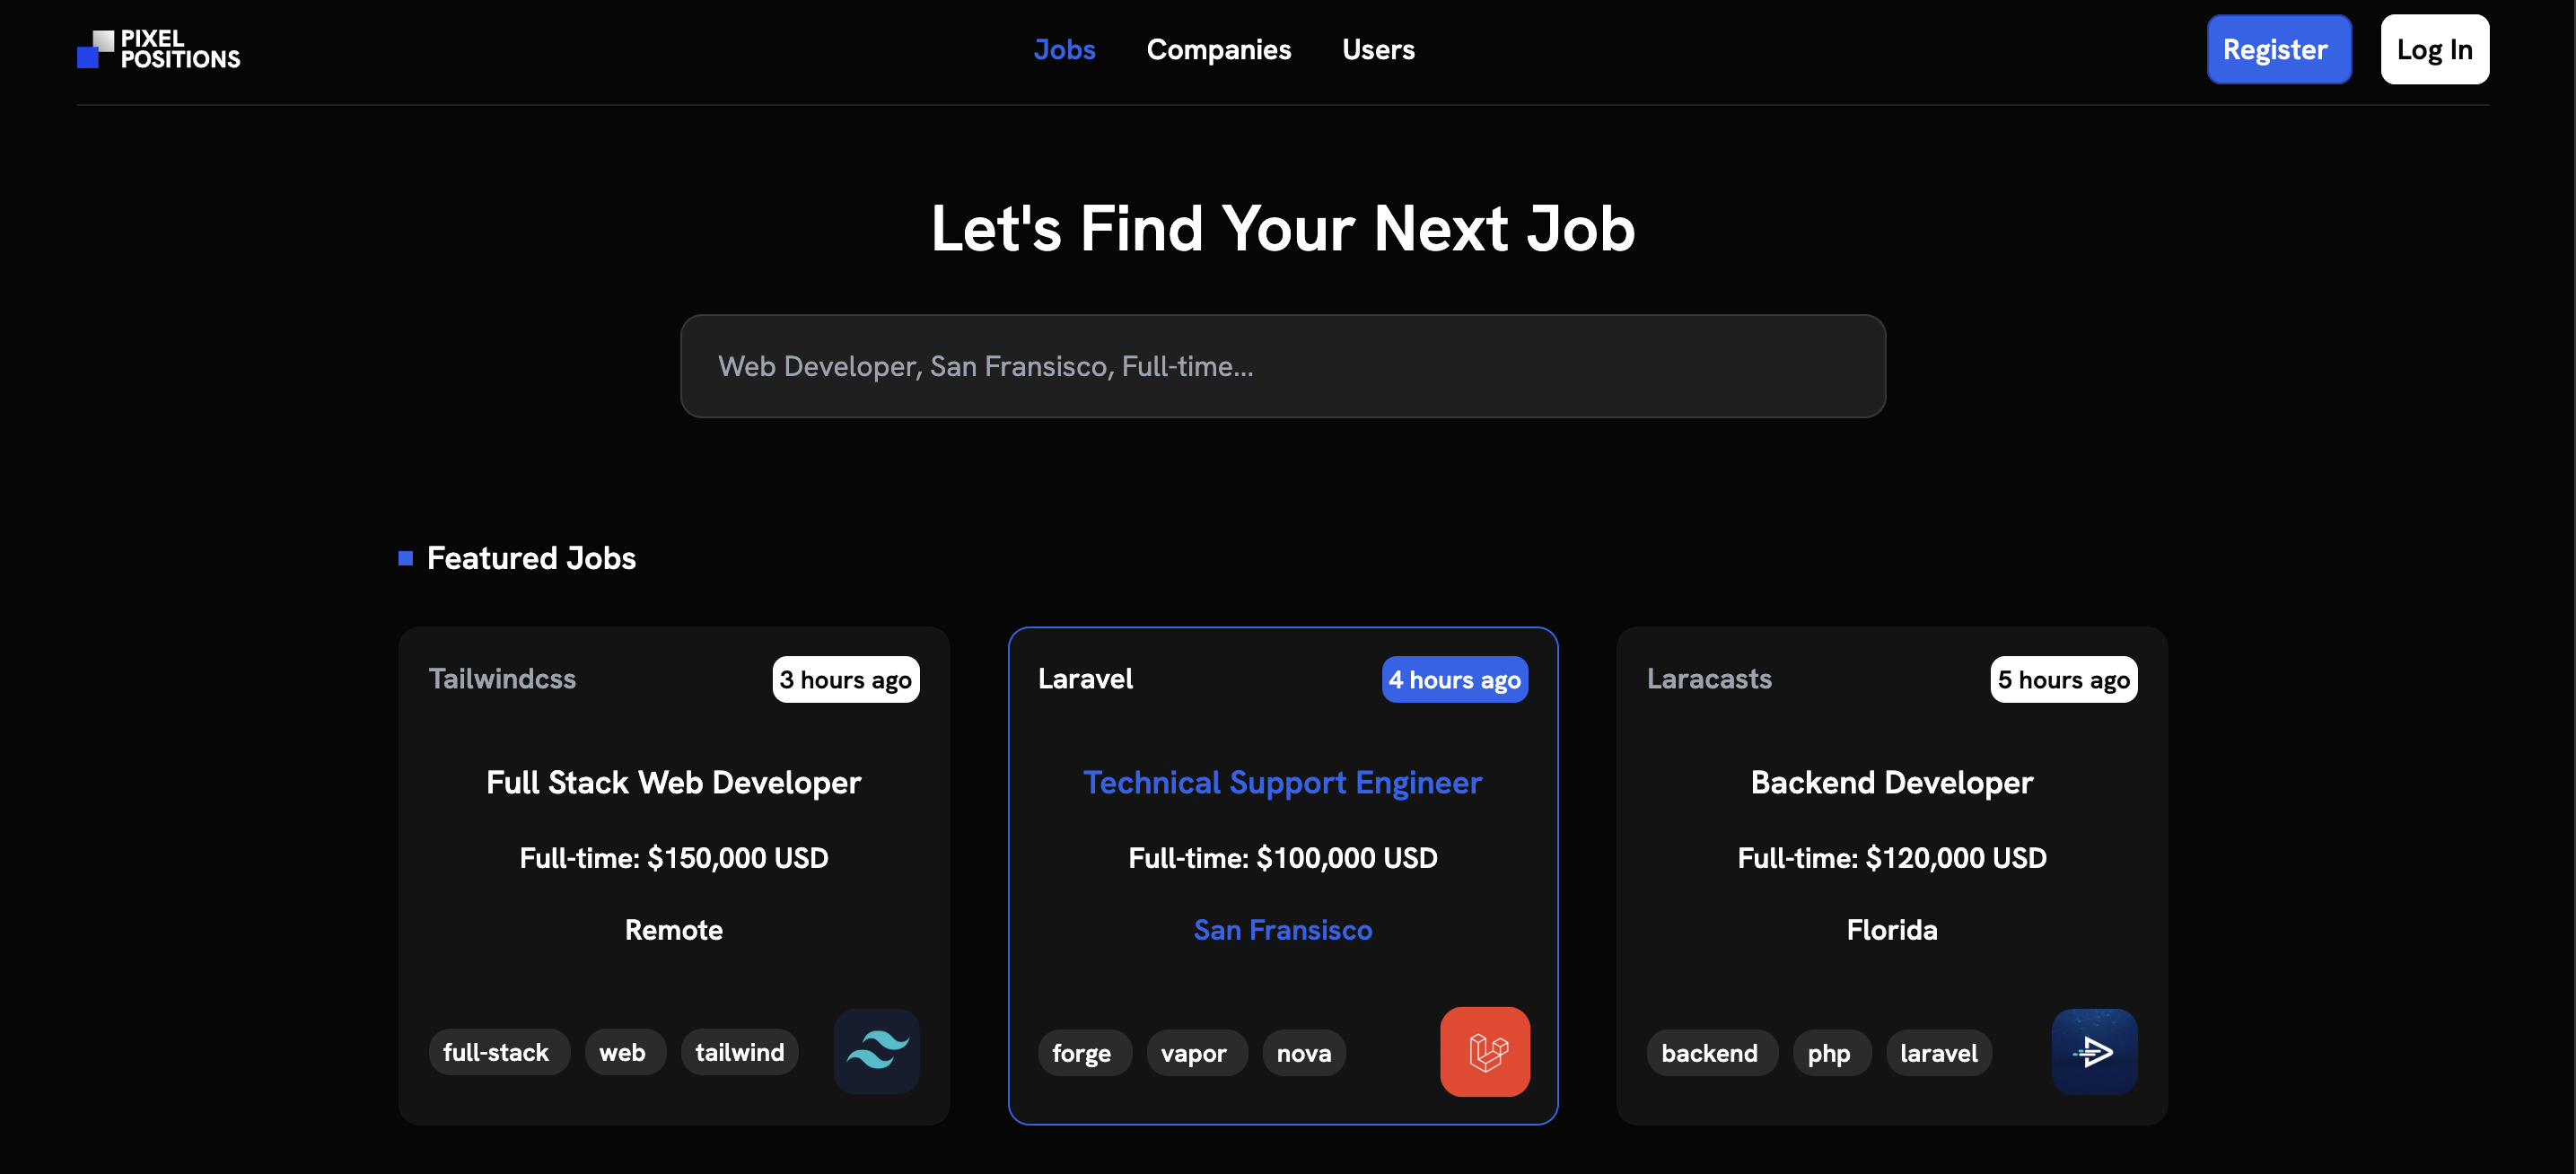 PIXEL
POSITIONS
Jobs Companies Users
Register Log In
Let's Find Your Next Job
Web Developer, San Fransisco, Full-time...
Featured Jobs
Tailwindcss 3 hours ago
Full Stack Web Developer
Full-time: $150,000 USD
Remote
full-stack web tailwind
Laravel 4 hours ago
Technical Support Engineer
Full-time: $100,000 USD
San Fransisco
forge vapor nova
Laracasts 5 hours ago
Backend Developer
Full-time: $120,000 USD
Florida
backend php laravel